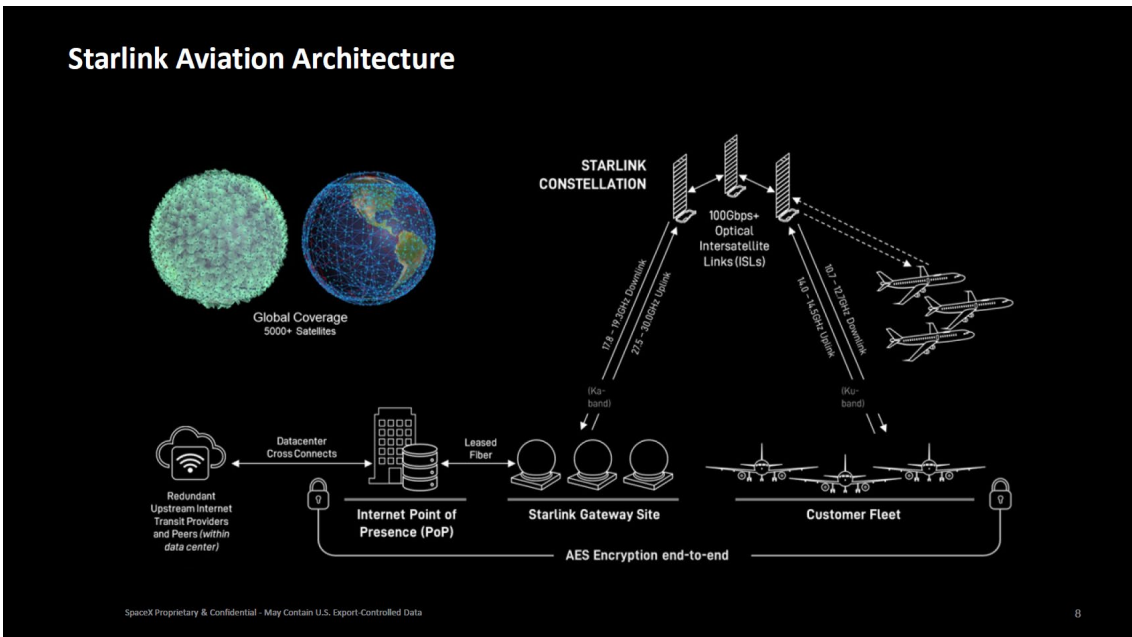 Starlink Aviation Architecture
STARLINK
CONSTELLATION
100Gbps+
Optical
Intersatellite
Links (ISLs)
Global Coverage
5000+ Satellites
17.8 – 19.3GHz Downlink
27.5 – 30.0GHz Uplink
10.7 – 12.7GHz Downlink
14.0 – 14.5GHz Uplink
(Ka-
band)
(Ku-
band)
Datacenter
Cross Connects
Leased
Fiber
Redundant
Upstream Internet
Transit Providers
and Peers (within
data center)
Internet Point of
Presence (PoP)
Starlink Gateway Site
Customer Fleet
AES Encryption end-to-end
SpaceX Proprietary & Confidential - May Contain U.S. Export-Controlled Data
8